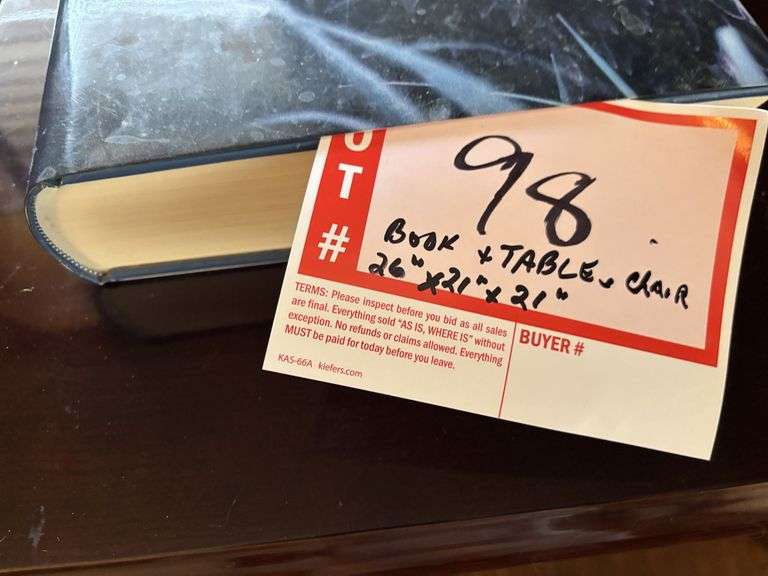 OT #
98
BOOK + TABLE + CHAIR
26" x 21" x 21"
TERMS: Please inspect before you bid as all sales
are final. Everything sold "AS IS, WHERE IS" without
exception. No refunds or claims allowed. Everything
MUST be paid for today before you leave.
KAS-66A kiefers.com
BUYER #